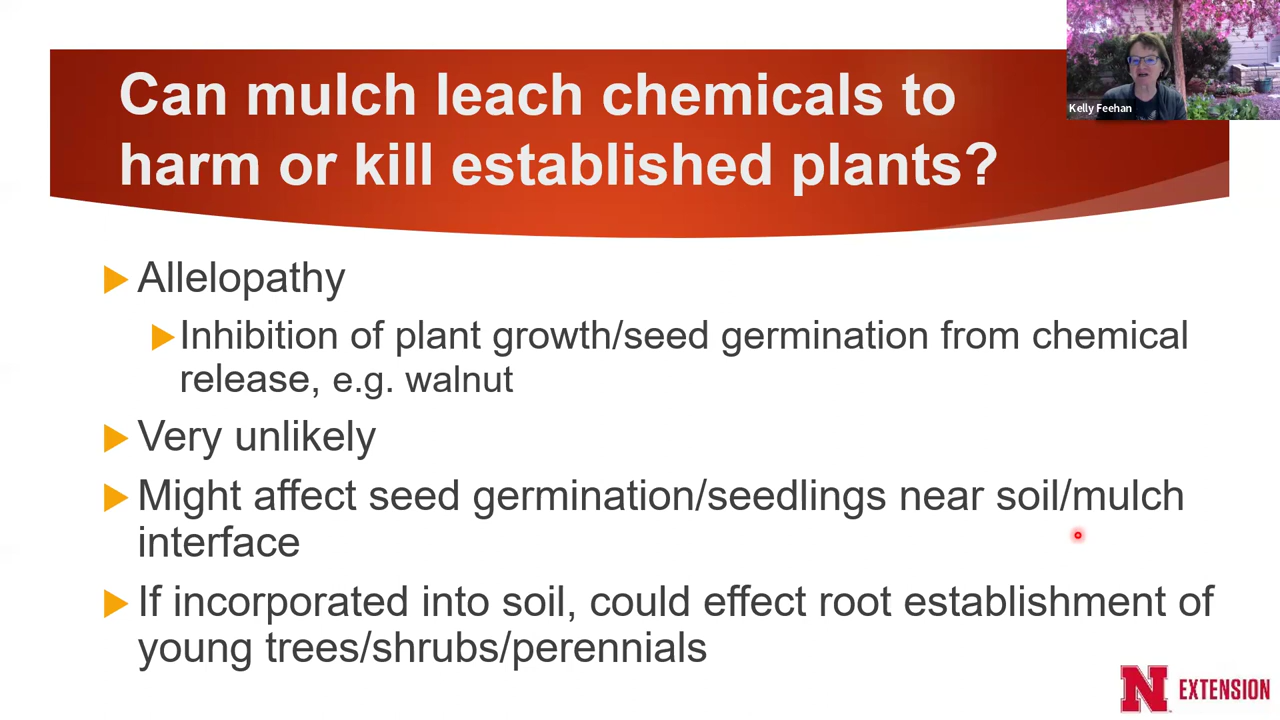 Can mulch leach chemicals to
harm or kill established plants?
Kelly Feehan
Allelopathy
Inhibition of plant growth/seed germination from chemical
release, e.g. walnut
Very unlikely
Might affect seed germination/seedlings near soil/mulch
interface
If incorporated into soil, could effect root establishment of
young trees/shrubs/perennials
N EXTENSION